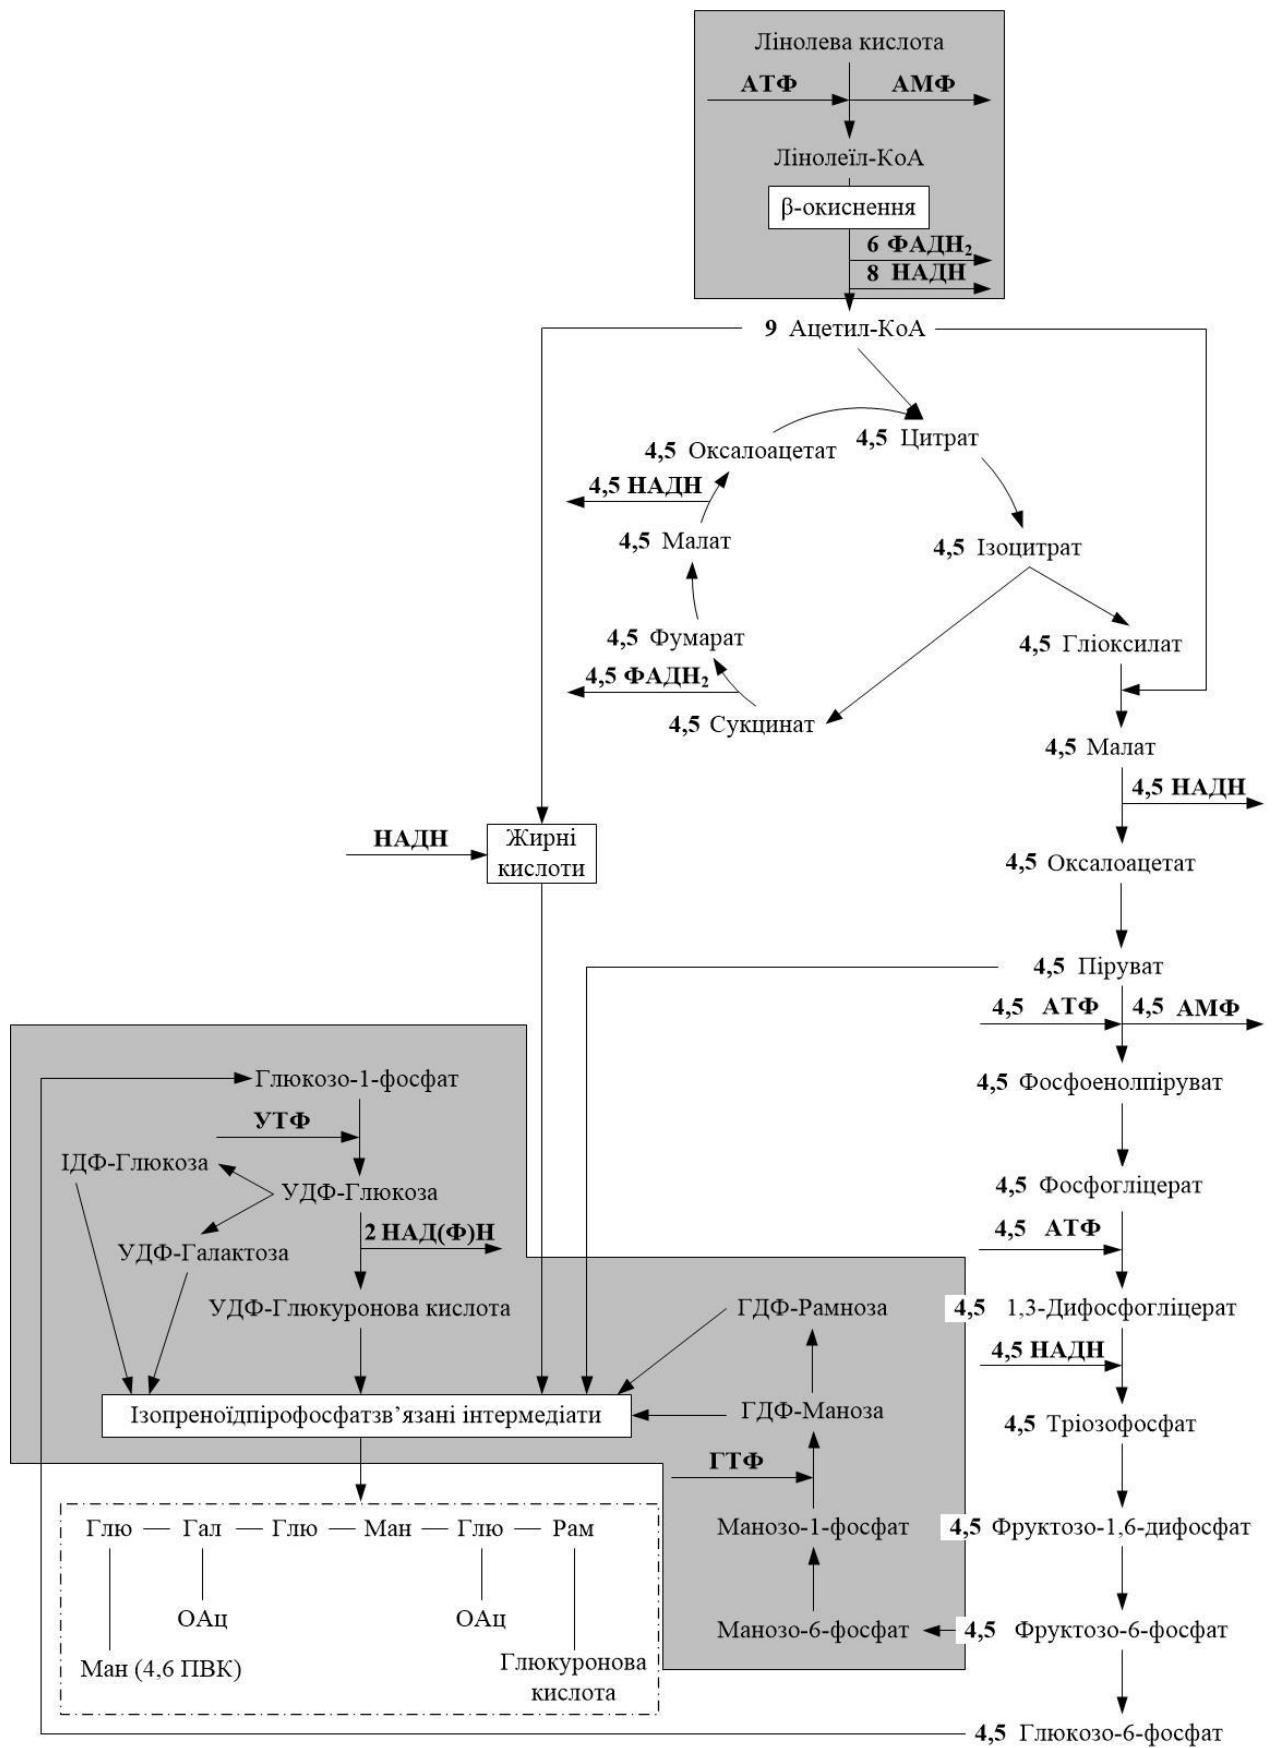 Лінолева кислота
АТФ АМФ
Лінолеїл-КоА
β-окиснення
6 ФАДН₂
8 НАДН
9 Ацетил-КоА
4,5 Оксалоацетат
4,5 Цитрат
4,5 НАДН
4,5 Малат
4,5 Ізоцитрат
4,5 Фумарат
4,5 Гліоксилат
4,5 ФАДН₂
4,5 Сукцинат
4,5 Малат
4,5 НАДН
НАДН
Жирні
кислоти
4,5 Оксалоацетат
4,5 Піруват
4,5 АТФ 4,5 АМФ
4,5 Фосфоенолпіруват
4,5 Фосфогліцерат
4,5 АТФ
4,5 1,3-Дифосфогліцерат
4,5 НАДН
4,5 Тріозофосфат
4,5 Фруктозо-1,6-дифосфат
4,5 Фруктозо-6-фосфат
4,5 Глюкозо-6-фосфат
Глюкозо-1-фосфат
УТФ
ІДФ-Глюкоза
УДФ-Глюкоза
2 НАД(Ф)Н
УДФ-Галактоза
УДФ-Глюкуронова кислота
ГДФ-Рамноза
ГДФ-Маноза
Ізопреноїдпірофосфатзв’язані інтермедіати
ГТФ
Манозо-1-фосфат
Манозо-6-фосфат
Глю — Гал — Глю — Ман — Глю — Рам
ОАц ОАц
Ман (4,6 ПВК)
Глюкуронова
кислота